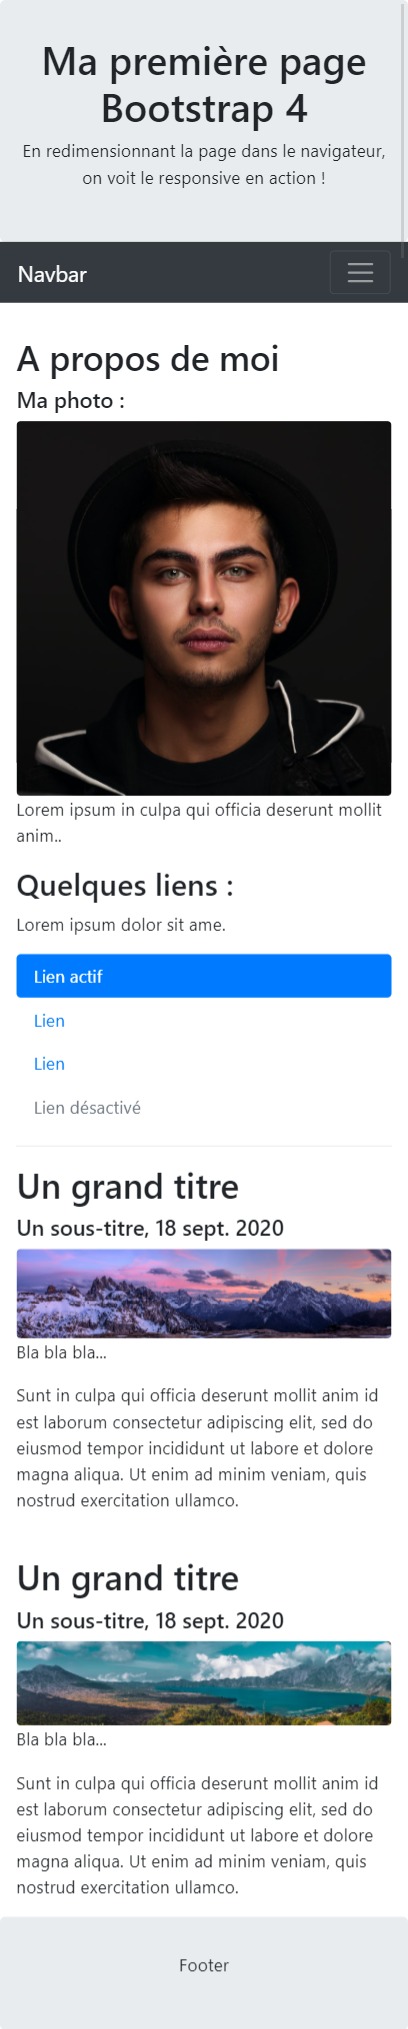 Ma première page
Bootstrap 4
En redimensionnant la page dans le navigateur,
on voit le responsive en action !
Navbar
A propos de moi
Ma photo :
Lorem ipsum in culpa qui officia deserunt mollit
anim..
Quelques liens :
Lorem ipsum dolor sit ame.
Lien actif
Lien
Lien
Lien désactivé
Un grand titre
Un sous-titre, 18 sept. 2020
Bla bla bla...
Sunt in culpa qui officia deserunt mollit anim id
est laborum consectetur adipiscing elit, sed do
eiusmod tempor incididunt ut labore et dolore
magna aliqua. Ut enim ad minim veniam, quis
nostrud exercitation ullamco.
Un grand titre
Un sous-titre, 18 sept. 2020
Bla bla bla...
Sunt in culpa qui officia deserunt mollit anim id
est laborum consectetur adipiscing elit, sed do
eiusmod tempor incididunt ut labore et dolore
magna aliqua. Ut enim ad minim veniam, quis
nostrud exercitation ullamco.
Footer